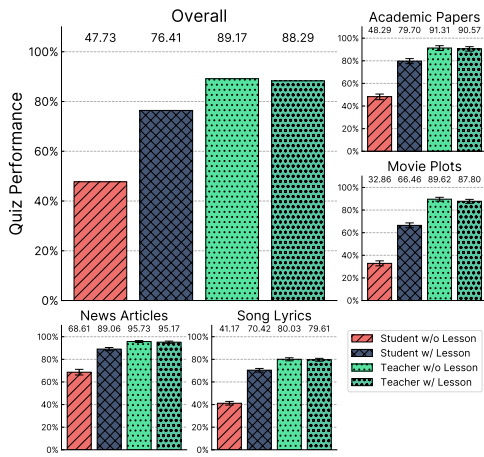 Overall
47.73 76.41 89.17 88.29
100%
80%
60%
40%
20%
0%
Quiz Performance
Academic Papers
48.29 79.70 91.31 90.57
100%
80%
60%
40%
20%
0%
Movie Plots
32.86 66.46 89.62 87.80
100%
80%
60%
40%
20%
0%
News Articles
68.61 89.06 95.73 95.17
100%
80%
60%
40%
20%
0%
Song Lyrics
41.17 70.42 80.03 79.61
100%
80%
60%
40%
20%
0%
Student w/o Lesson
Student w/ Lesson
Teacher w/o Lesson
Teacher w/ Lesson